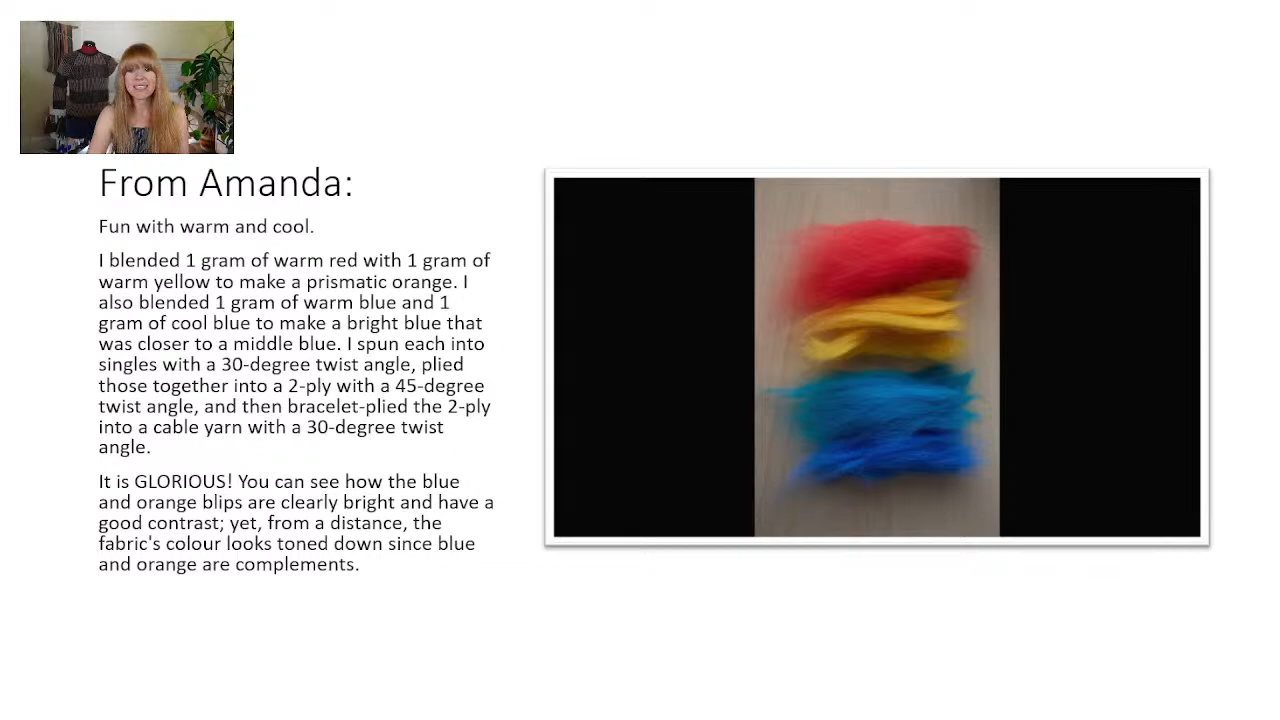 From Amanda:
Fun with warm and cool.
I blended 1 gram of warm red with 1 gram of
warm yellow to make a prismatic orange. I
also blended 1 gram of warm blue and 1
gram of cool blue to make a bright blue that
was closer to a middle blue. I spun each into
singles with a 30-degree twist angle, plied
those together into a 2-ply with a 45-degree
twist angle, and then bracelet-plied the 2-ply
into a cable yarn with a 30-degree twist
angle.
It is GLORIOUS! You can see how the blue
and orange blips are clearly bright and have a
good contrast; yet, from a distance, the
fabric's colour looks toned down since blue
and orange are complements.